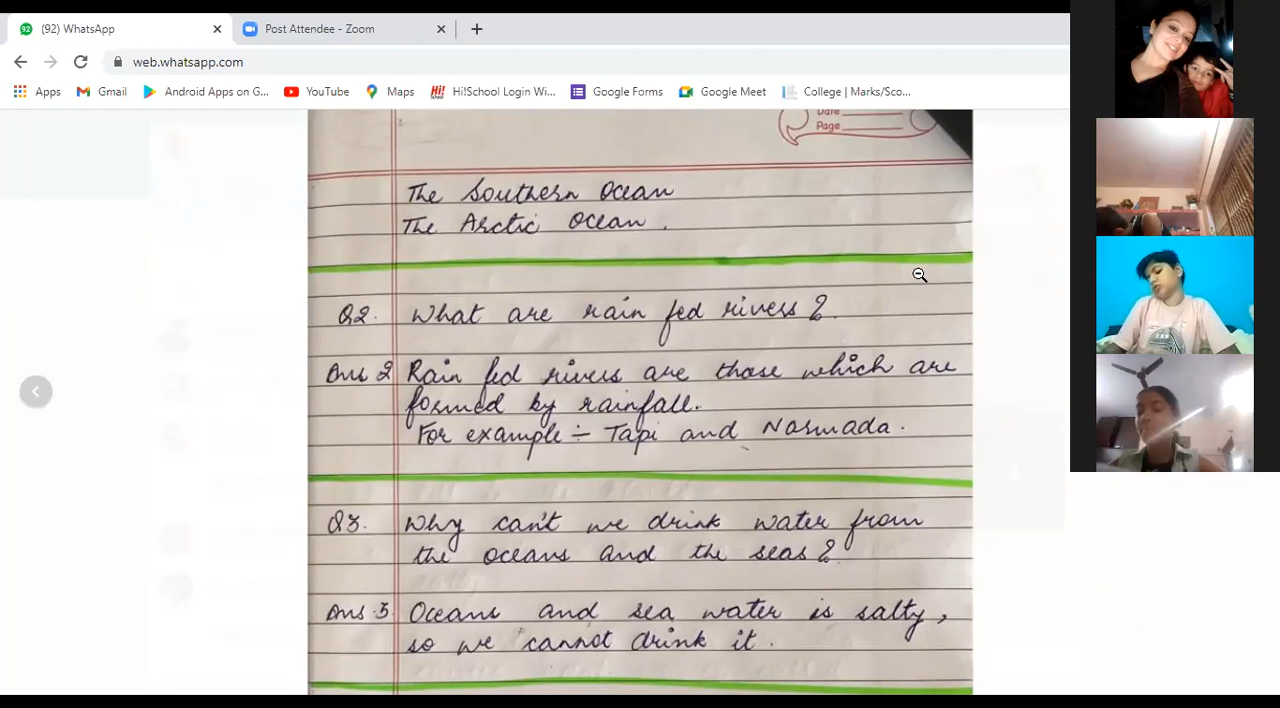 (92) WhatsApp
Post Attendee - Zoom
web.whatsapp.com
Apps
Gmail
Android Apps on G...
YouTube
Maps
Hi!School Login Wi...
Google Forms
Google Meet
College | Marks/Sco...
Date
Page
The Southern Ocean
The Arctic Ocean.
Q2. What are rain fed rivers?
Ans 2 Rain fed rivers are those which are
formed by rainfall.
For example ÷ Tapi and Narmada.
Q3. Why can't we drink water from
the oceans and the seas?
Ans.3 Oceans and sea water is salty,
so we cannot drink it.